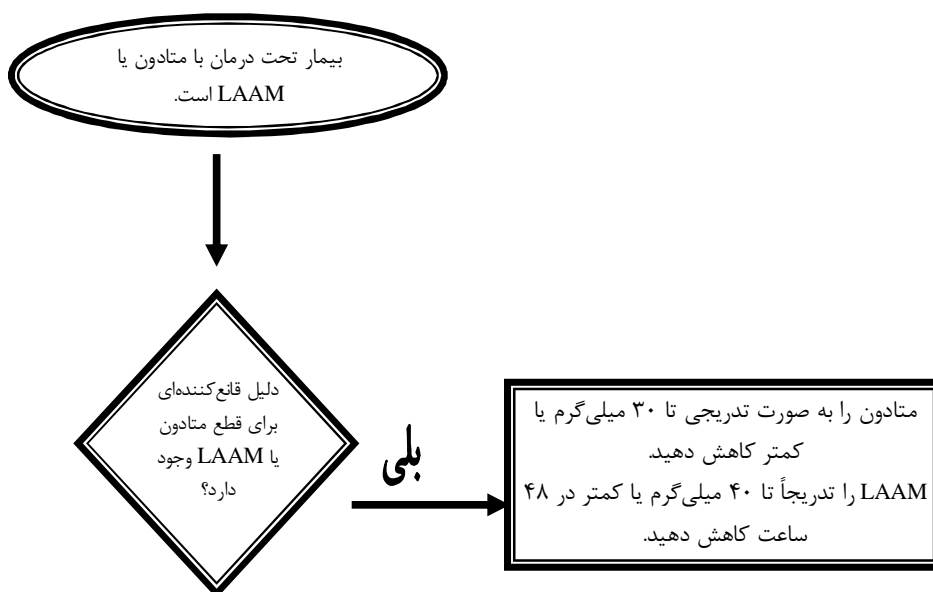 بیمار تحت درمان با متادون یا
LAAM است.
دلیل قانع‌کننده‌ای
برای قطع متادون
یا LAAM وجود
دارد؟
بلی
متادون را به صورت تدریجی تا ۳۰ میلی‌گرم یا
کمتر کاهش دهید.
LAAM را تدریجاً تا ۴۰ میلی‌گرم یا کمتر در ۴۸
ساعت کاهش دهید.